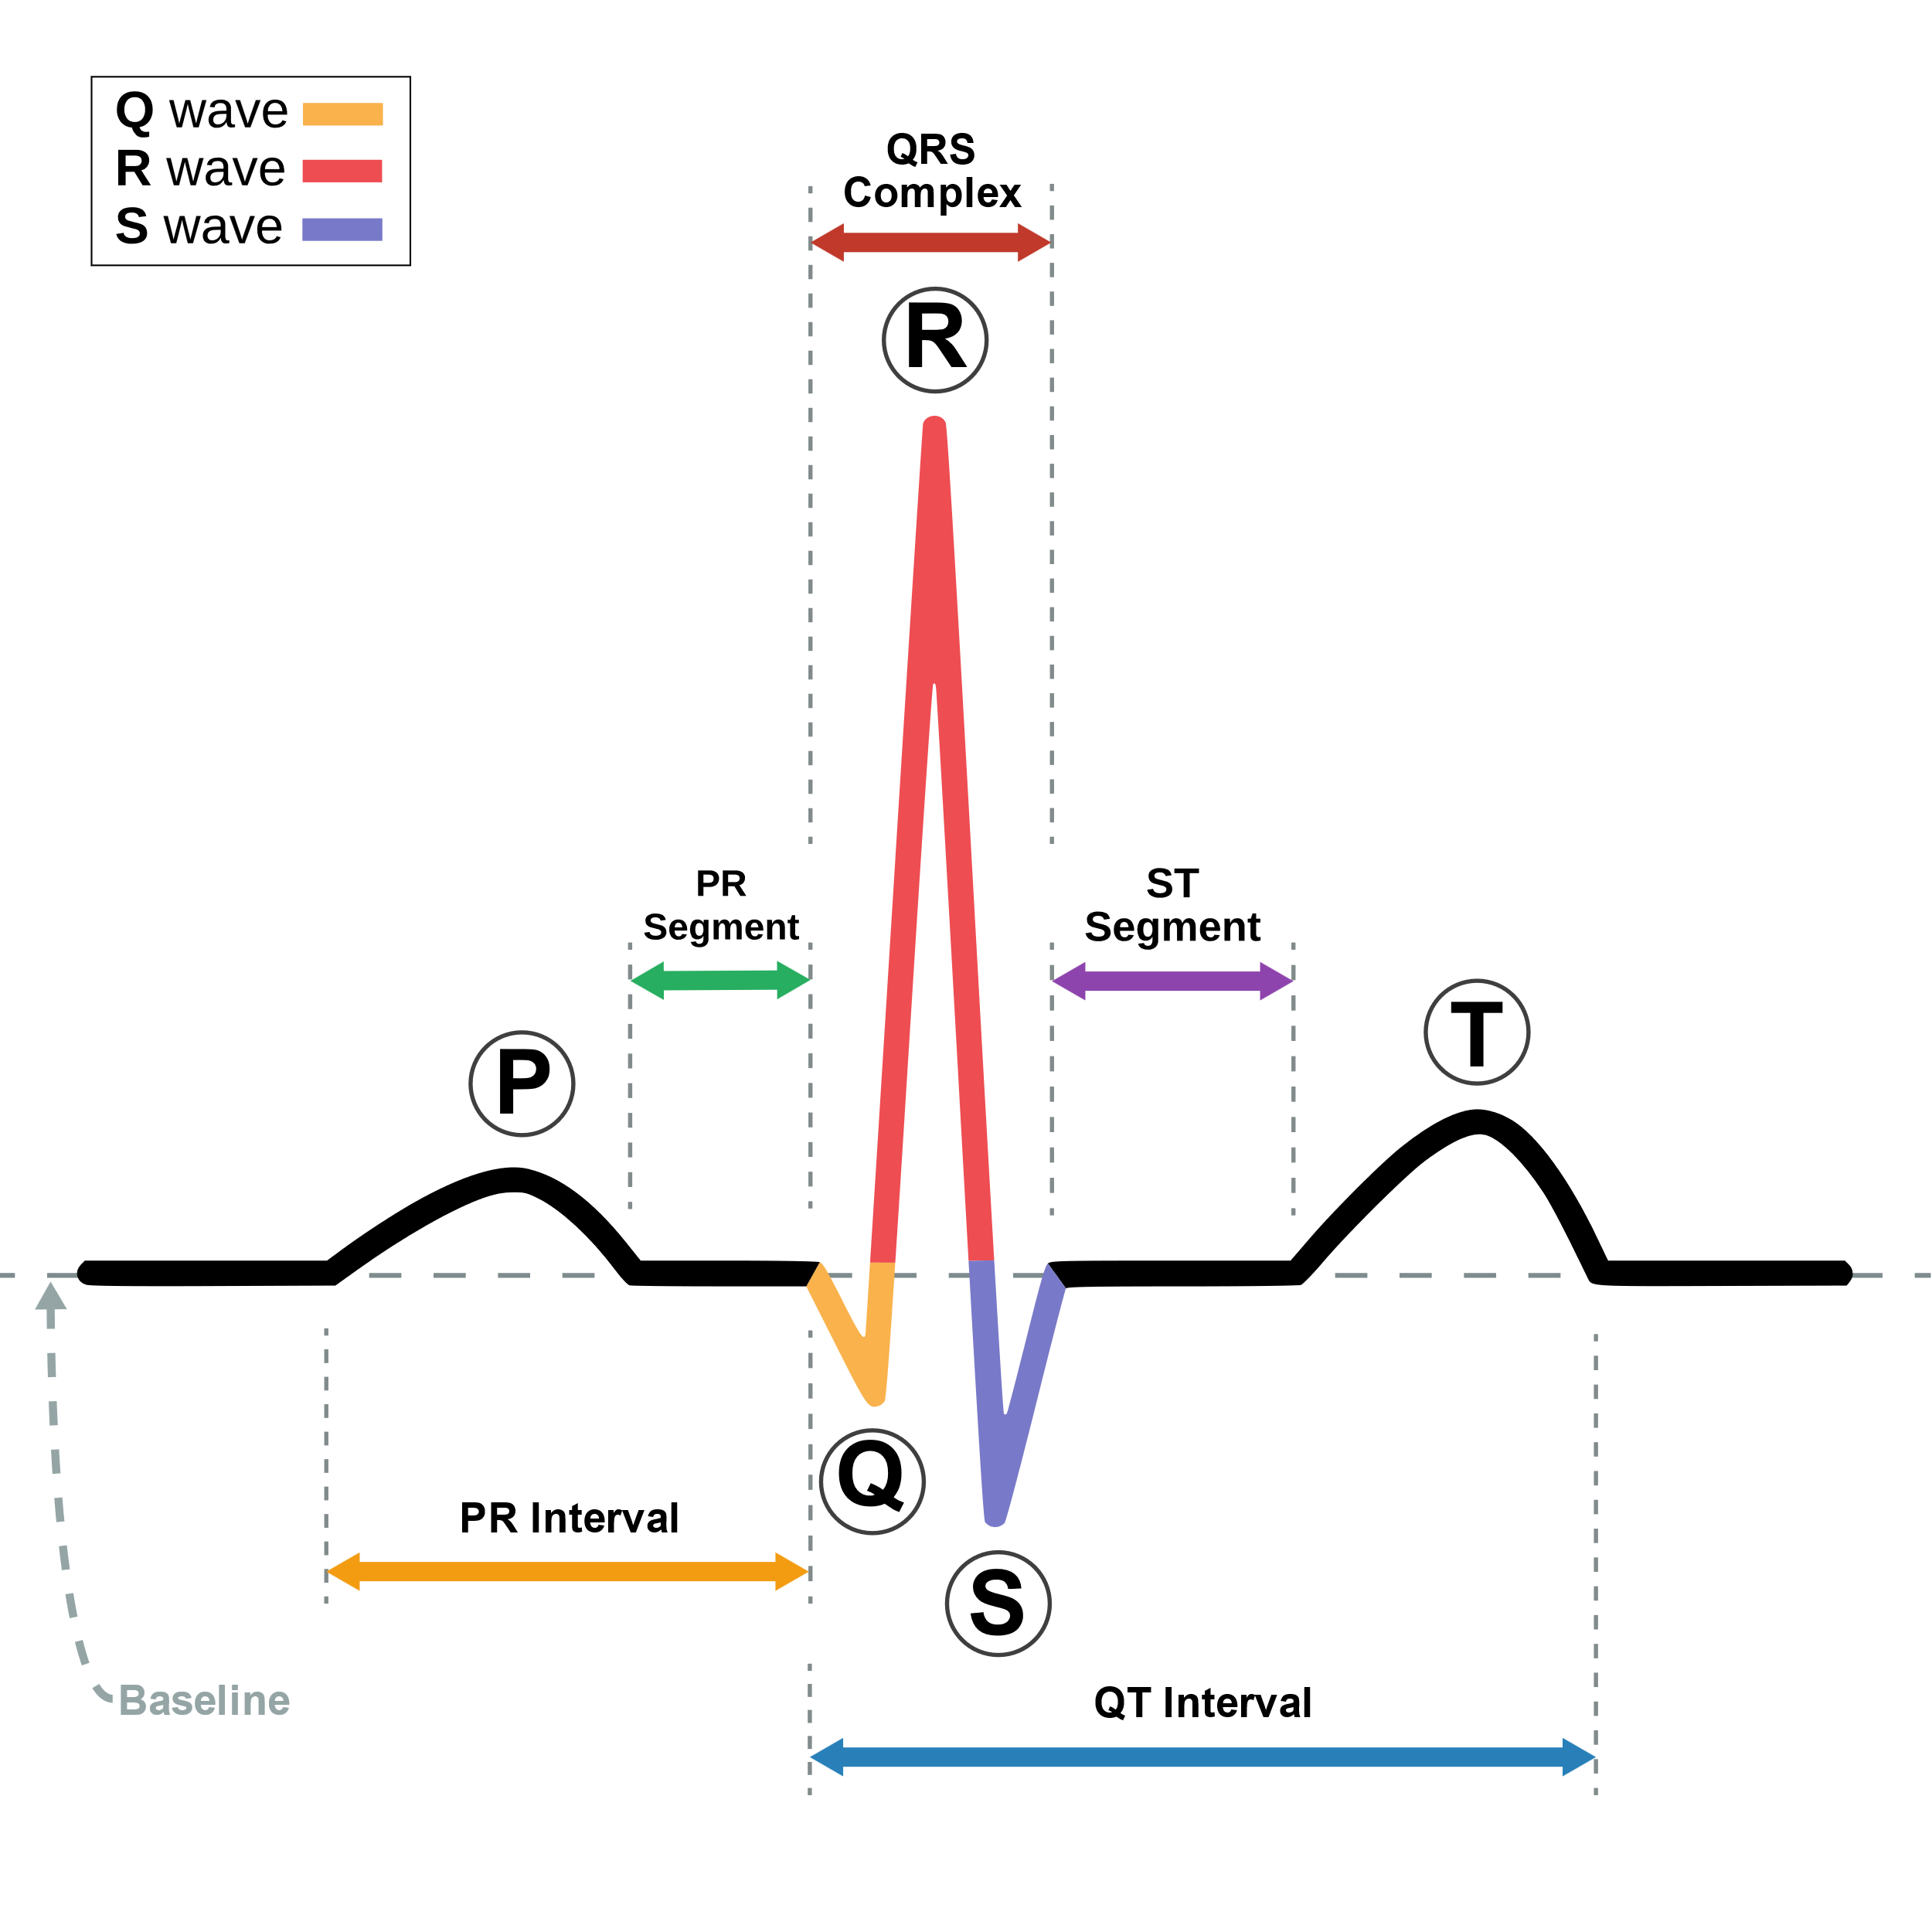 Q wave
R wave
S wave
QRS
Complex
R
PR
Segment
ST
Segment
P
T
Q
PR Interval
S
Baseline
QT Interval